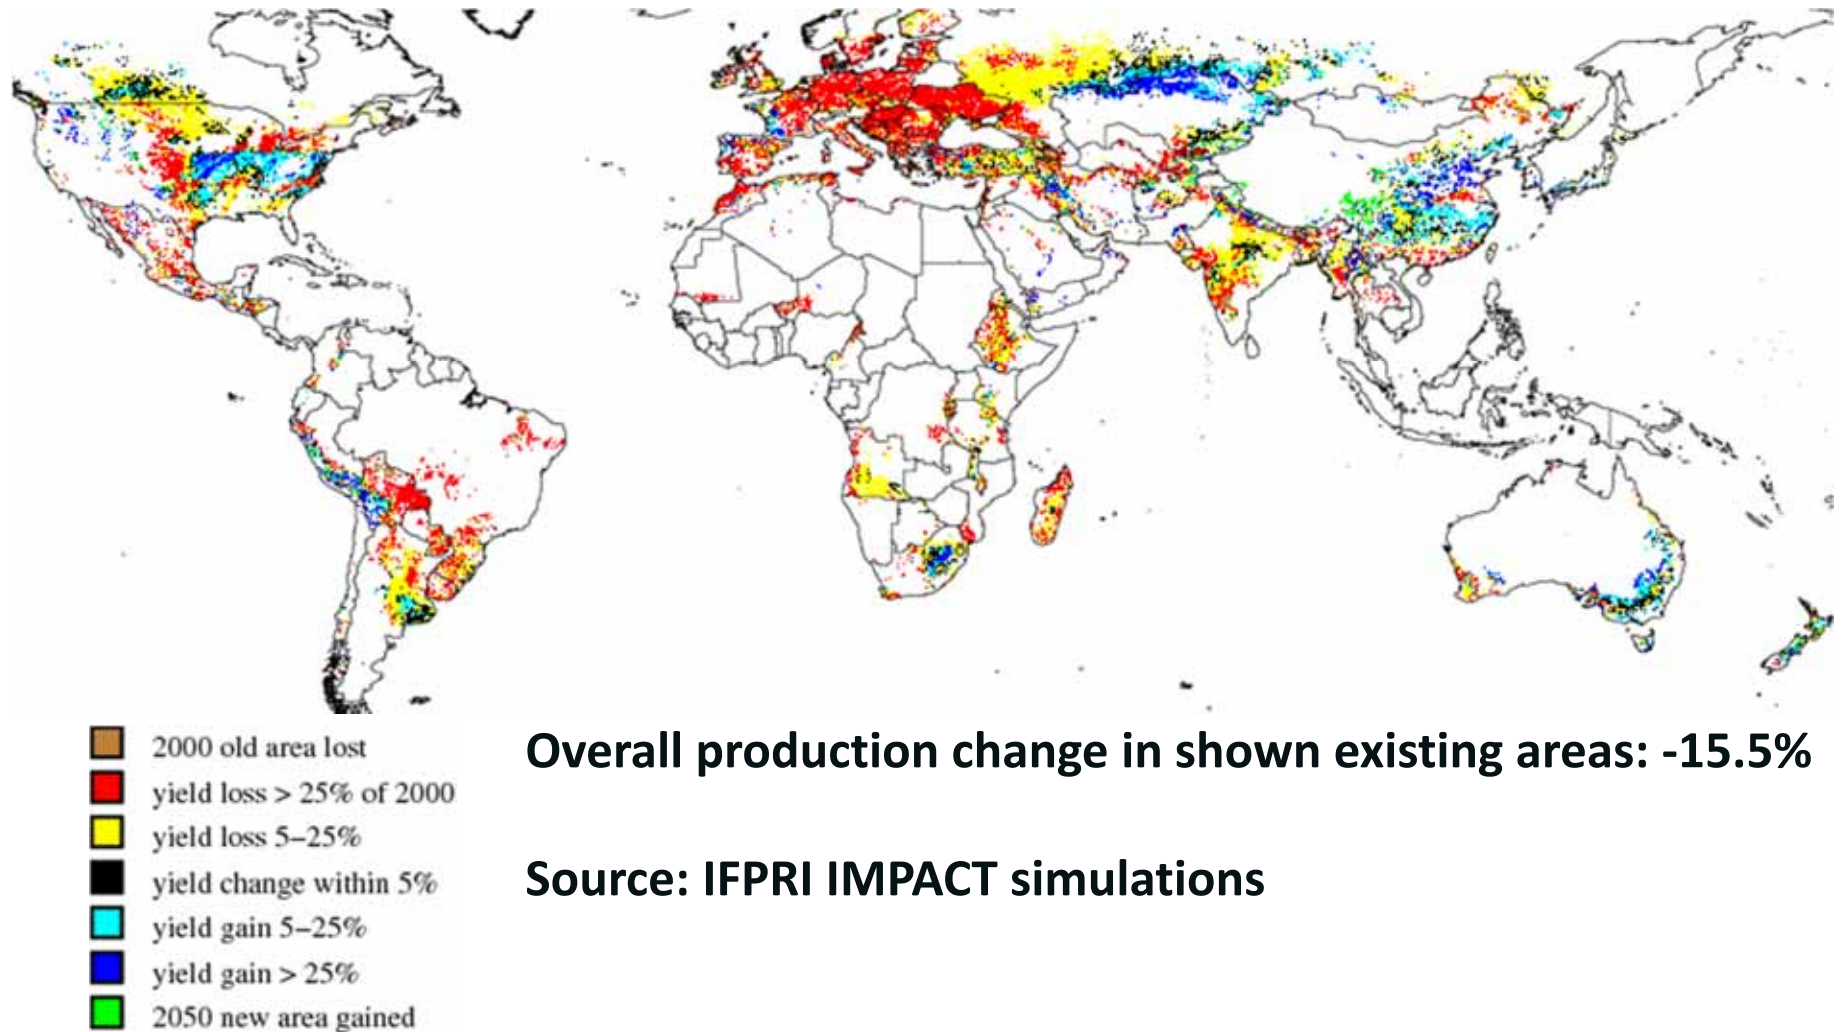 2000 old area lost
yield loss > 25% of 2000
yield loss 5–25%
yield change within 5%
yield gain 5–25%
yield gain > 25%
2050 new area gained
Overall production change in shown existing areas: -15.5%
Source: IFPRI IMPACT simulations